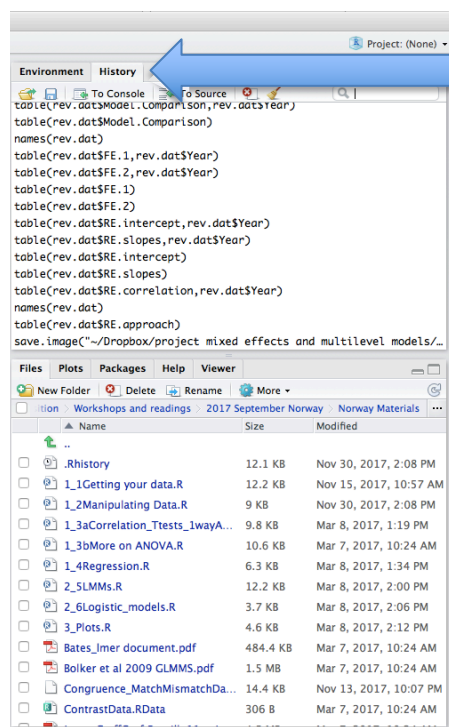 Project: (None)
Environment History
To Console To Source
table(rev.dat$Model.Comparison,rev.dat$Year)
table(rev.dat$Model.Comparison)
names(rev.dat)
table(rev.dat$FE.1,rev.dat$Year)
table(rev.dat$FE.2,rev.dat$Year)
table(rev.dat$FE.1)
table(rev.dat$FE.2)
table(rev.dat$RE.intercept,rev.dat$Year)
table(rev.dat$RE.slopes,rev.dat$Year)
table(rev.dat$RE.intercept)
table(rev.dat$RE.slopes)
table(rev.dat$RE.correlation,rev.dat$Year)
names(rev.dat)
table(rev.dat$RE.approach)
save.image("~/Dropbox/project mixed effects and multilevel models/…
Files Plots Packages Help Viewer
New Folder Delete Rename More
ition Workshops and readings 2017 September Norway Norway Materials ...
Name Size Modified
..
.Rhistory 12.1 KB Nov 30, 2017, 2:08 PM
1_1Getting your data.R 12.2 KB Nov 15, 2017, 10:57 AM
1_2Manipulating Data.R 9 KB Nov 30, 2017, 2:08 PM
1_3aCorrelation_Ttests_1wayA... 9.8 KB Mar 8, 2017, 1:19 PM
1_3bMore on ANOVA.R 10.6 KB Mar 7, 2017, 10:24 AM
1_4Regression.R 6.3 KB Mar 8, 2017, 1:34 PM
2_5LMMs.R 12.2 KB Mar 8, 2017, 2:00 PM
2_6Logistic_models.R 3.7 KB Mar 8, 2017, 2:06 PM
3_Plots.R 4.6 KB Mar 8, 2017, 2:12 PM
Bates_lmer document.pdf 484.4 KB Mar 7, 2017, 10:24 AM
Bolker et al 2009 GLMMS.pdf 1.5 MB Mar 7, 2017, 10:24 AM
Congruence_MatchMismatchDa... 14.4 KB Nov 13, 2017, 10:07 PM
ContrastData.RData 306 B Mar 7, 2017, 10:24 AM